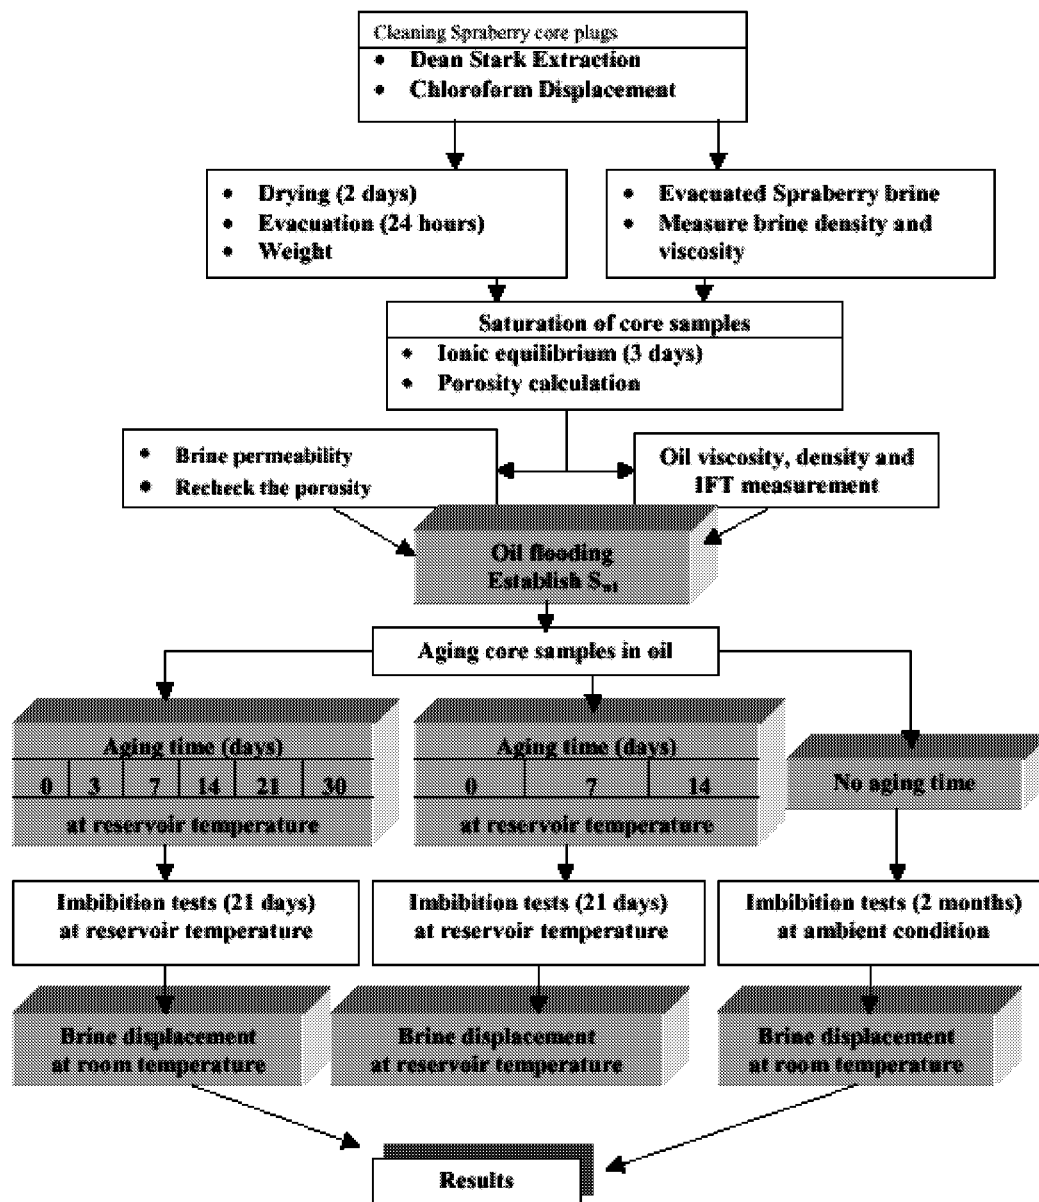 Cleaning Spraberry core plugs
• Dean Stark Extraction
• Chloroform Displacement
• Drying (2 days)
• Evacuation (24 hours)
• Weight
• Evacuated Spraberry brine
• Measure brine density and
viscosity
Saturation of core samples
• Ionic equilibrium (3 days)
• Porosity calculation
• Brine permeability
• Recheck the porosity
Oil viscosity, density and
IFT measurement
Oil flooding
Establish S
Aging core samples in oil
Aging time (days)
0 3 7 14 21 30
at reservoir temperature
Aging time (days)
0 7 14
at reservoir temperature
No aging time
Imbibition tests (21 days)
at reservoir temperature
Imbibition tests (21 days)
at reservoir temperature
Imbibition tests (2 months)
at ambient condition
Brine displacement
at room temperature
Brine displacement
at reservoir temperature
Brine displacement
at room temperature
Results